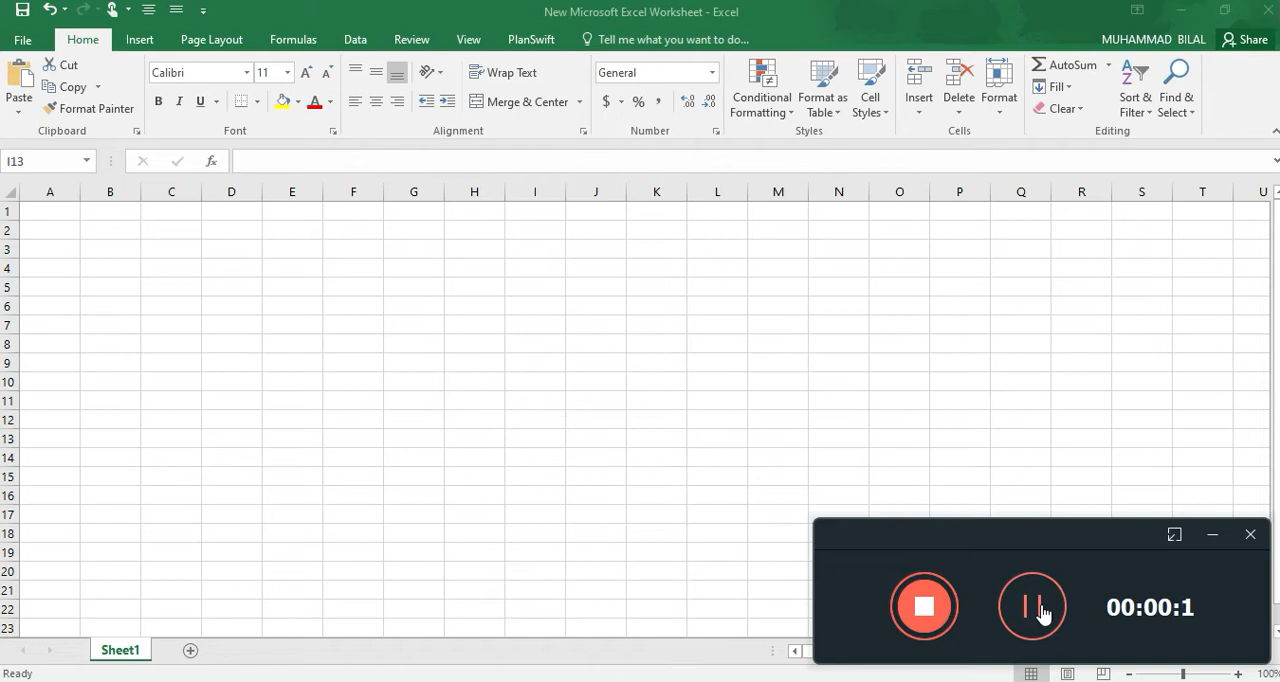 New Microsoft Excel Worksheet - Excel
File Home Insert Page Layout Formulas Data Review View PlanSwift Tell me what you want to do... MUHAMMAD BILAL Share
Paste Cut Copy Format Painter
Clipboard
Calibri 11
B I U A
Font
Wrap Text
Merge & Center
Alignment
General
$ % ,
Number
Conditional Formatting
Format as Table
Cell Styles
Styles
Insert Delete Format
Cells
AutoSum
Fill
Clear
Sort & Filter
Find & Select
Editing
I13 fx
A B C D E F G H I J K L M N O P Q R S T U
1
2
3
4
5
6
7
8
9
10
11
12
13
14
15
16
17
18
19
20
21
22
23
00:00:1
Sheet1
Ready 100%